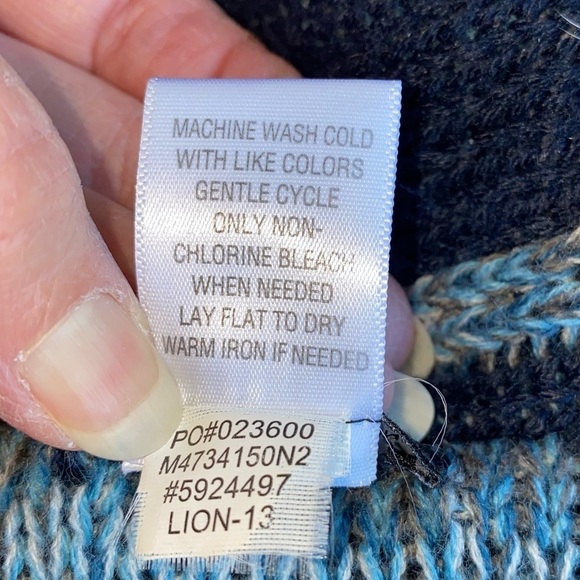 MACHINE WASH COLD
WITH LIKE COLORS
GENTLE CYCLE
ONLY NON-
CHLORINE BLEACH
WHEN NEEDED
LAY FLAT TO DRY
WARM IRON IF NEEDED
PO#023600
M4734150N2
#5924497
LION-13